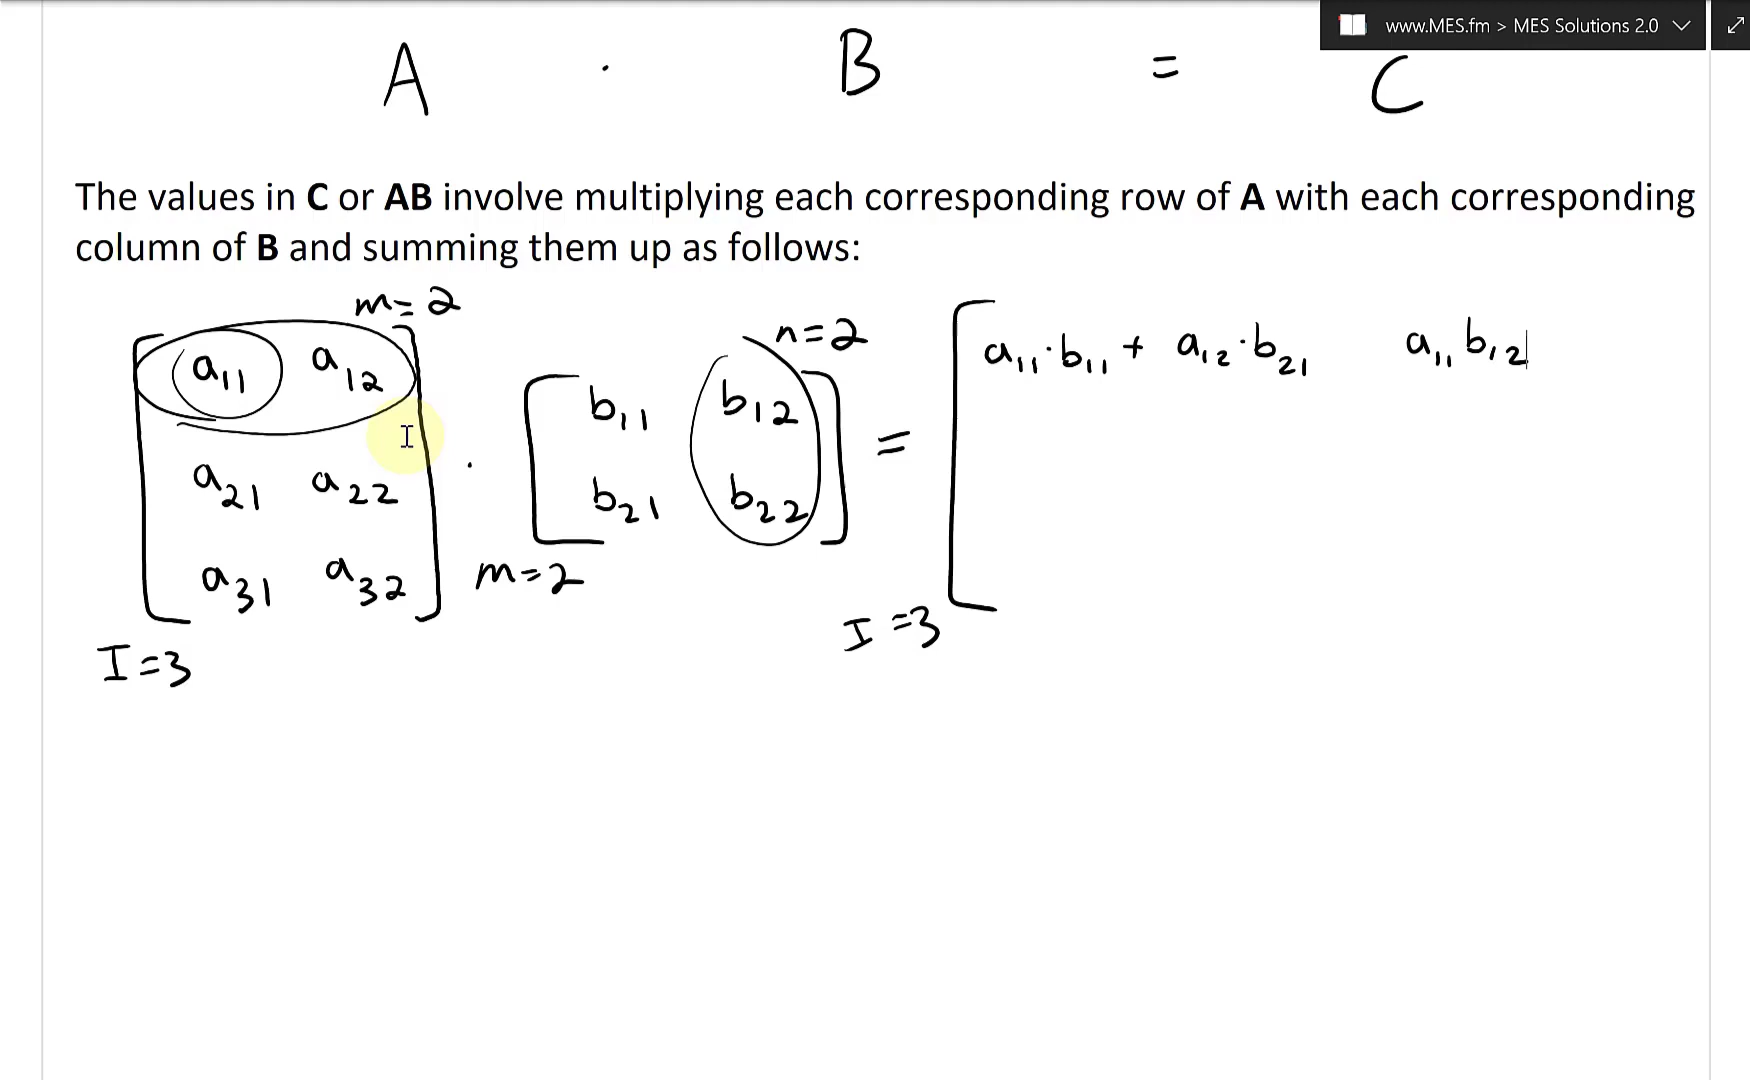 www.MES.fm > MES Solutions 2.0
A · B = C
The values in C or AB involve multiplying each corresponding row of A with each corresponding
column of B and summing them up as follows:
m=2
n=2
a11 a12
b11 b12
a11·b11 + a12·b21 a11b12
a21 a22 · =
b21 b22
a31 a32
m=2
I=3
I=3